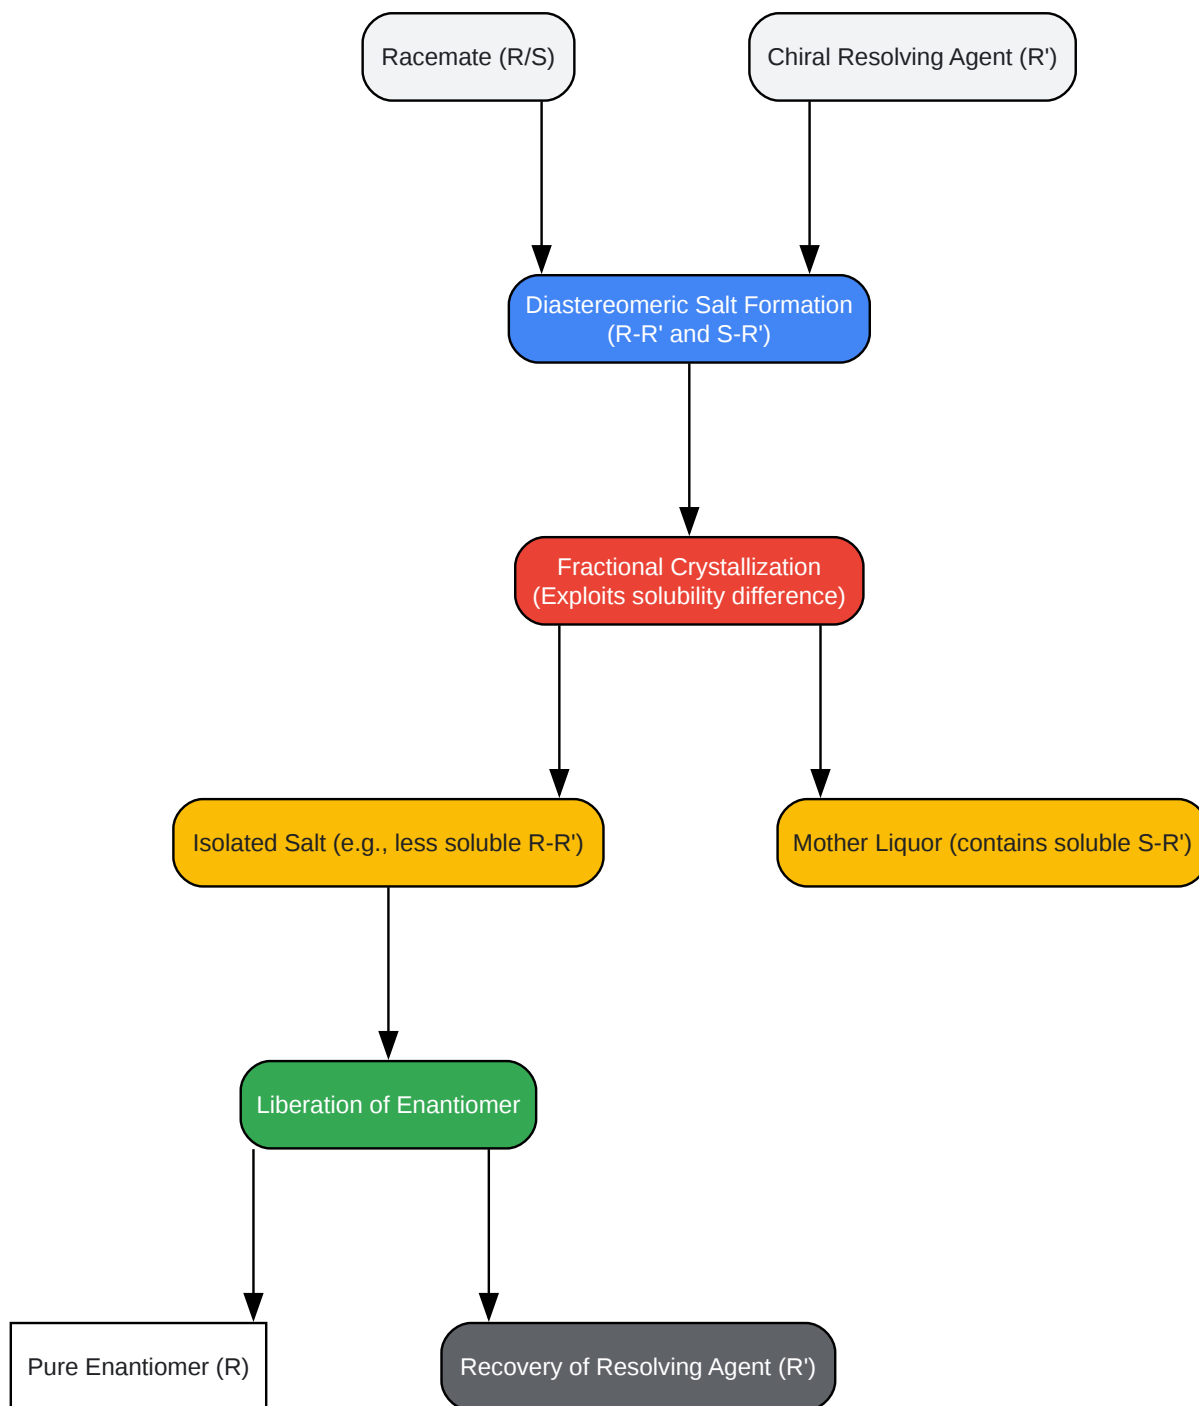 Racemate (R/S)
Chiral Resolving Agent (R')
Diastereomeric Salt Formation
(R-R' and S-R')
Fractional Crystallization
(Exploits solubility difference)
Isolated Salt (e.g., less soluble R-R')
Mother Liquor (contains soluble S-R')
Liberation of Enantiomer
Pure Enantiomer (R)
Recovery of Resolving Agent (R')